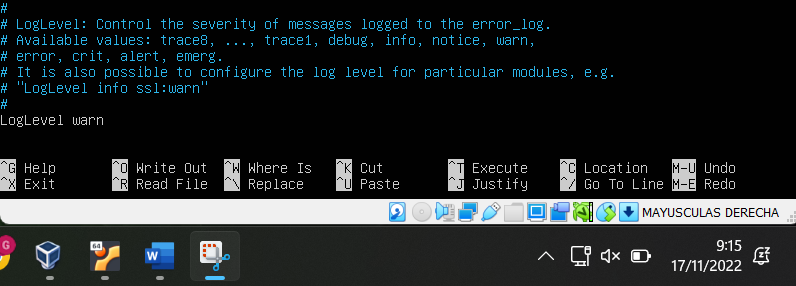 #
# LogLevel: Control the severity of messages logged to the error_log.
# Available values: trace8, ..., trace1, debug, info, notice, warn,
# error, crit, alert, emerg.
# It is also possible to configure the log level for particular modules, e.g.
# "LogLevel info ssl:warn"
#
LogLevel warn
^G Help ^O Write Out ^W Where Is ^K Cut ^T Execute ^C Location M-U Undo
^X Exit ^R Read File ^\ Replace ^U Paste ^J Justify ^/ Go To Line M-E Redo
MAYUSCULAS DERECHA
G
64
W
9:15
17/11/2022